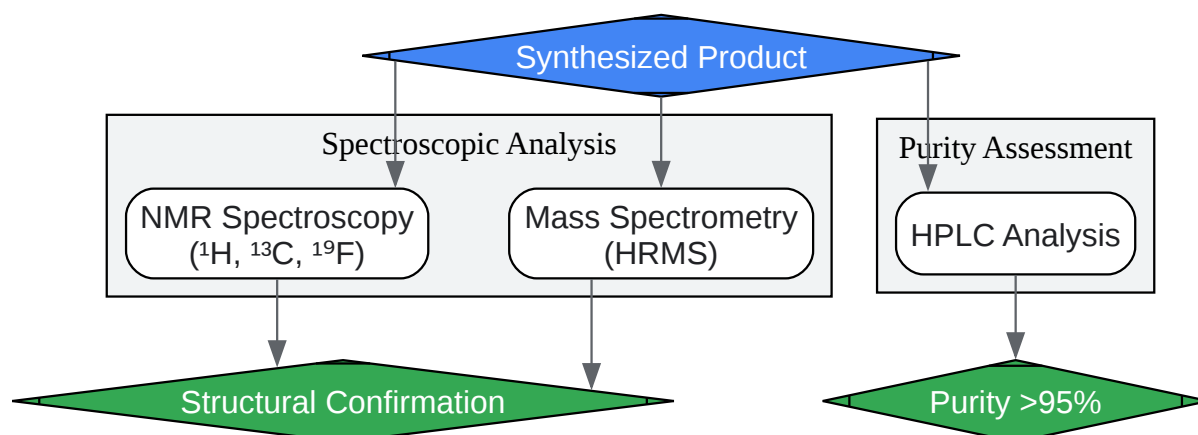 Synthesized Product
Spectroscopic Analysis
Purity Assessment
NMR Spectroscopy
(¹H, ¹³C, ¹⁹F)
Mass Spectrometry
(HRMS)
HPLC Analysis
Structural Confirmation
Purity >95%